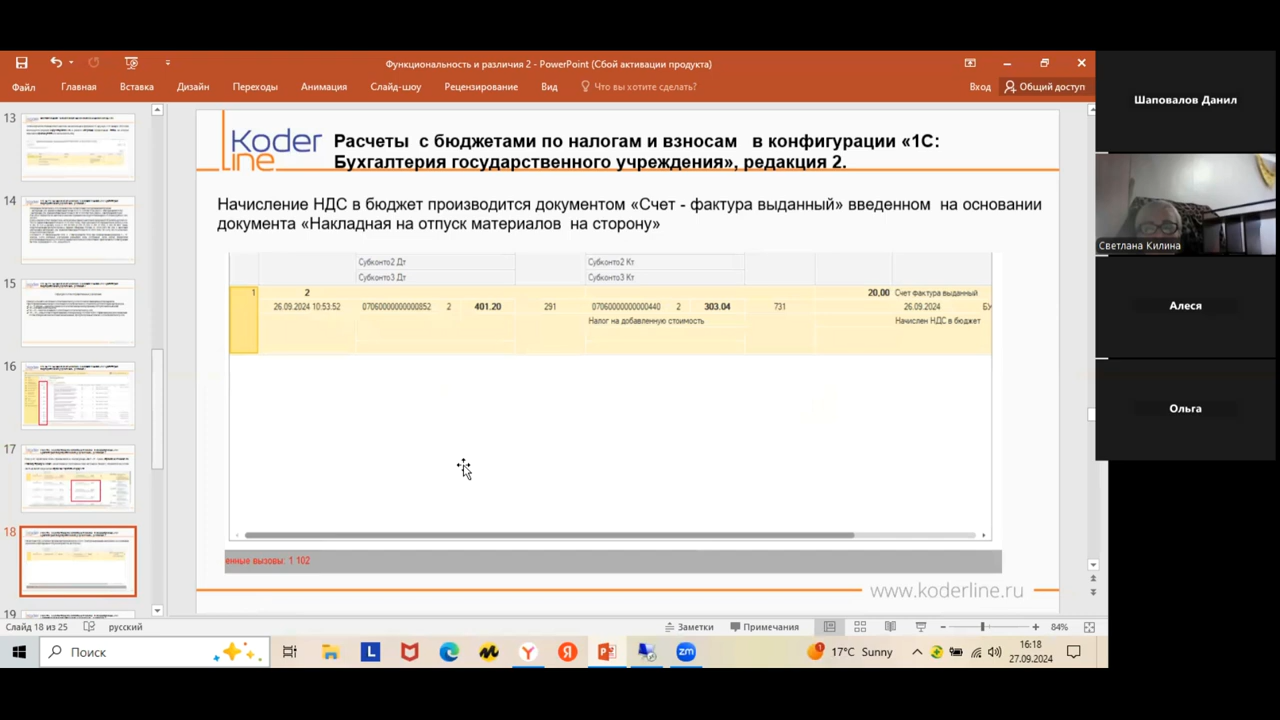 Функциональность и различия 2 - PowerPoint (Сбой активации продукта)
Файл Главная Вставка Дизайн Переходы Анимация Слайд-шоу Рецензирование Вид Что вы хотите сделать? Вход Общий доступ
13
14
15
16
17
18
19
Koder
line
Расчеты с бюджетами по налогам и взносам в конфигурации «1С:
Бухгалтерия государственного учреждения», редакция 2.
Начисление НДС в бюджет производится документом «Счет - фактура выданный» введенном на основании
документа «Накладная на отпуск материалов на сторону»
Субконто2 Дт Субконто2 Кт
Субконто3 Дт Субконто3 Кт
1 2 20,00 Счет фактура выданный
26.09.2024 10:53:52 07060000000000852 2 401.20 291 07060000000000440 2 303.04 731 26.09.2024 БУ
Налог на добавленную стоимость Начислен НДС в бюджет
енные вызовы: 1 102
www.koderline.ru
Слайд 18 из 25 русский Заметки Примечания 84%
Поиск
17°C Sunny
16:18
27.09.2024
Шаповалов Данил
Светлана Килина
Алеся
Ольга